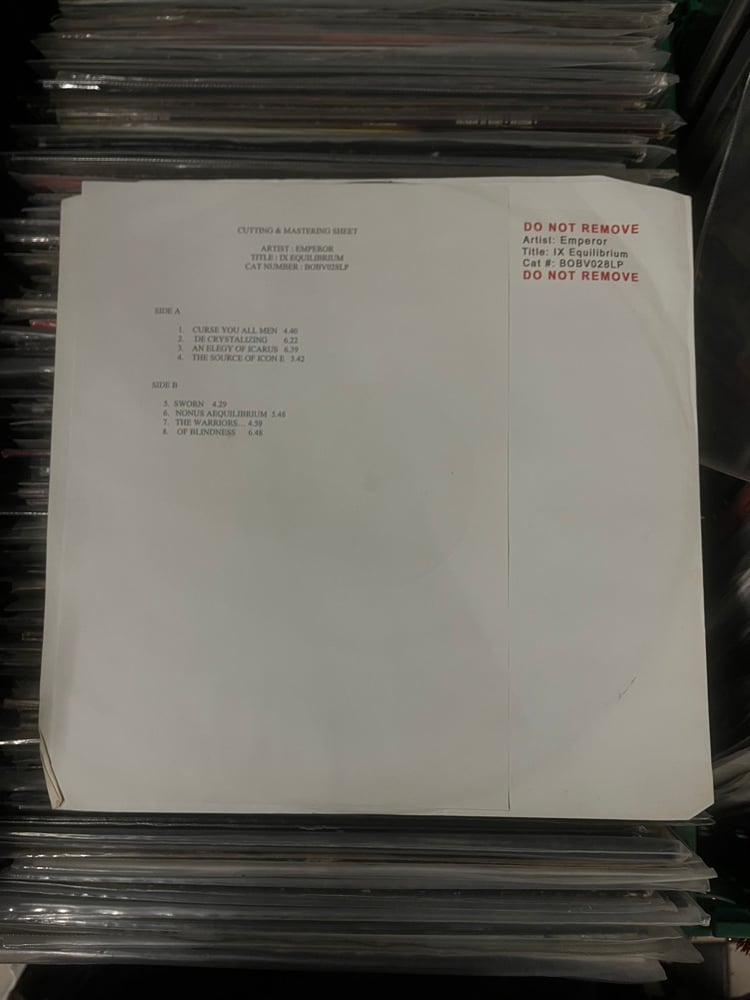 CUTTING & MASTERING SHEET
ARTIST : EMPEROR
TITLE : IX EQUILIBRIUM
CAT NUMBER : BOBV028LP
DO NOT REMOVE
Artist: Emperor
Title: IX Equilibrium
Cat #: BOBV028LP
DO NOT REMOVE
SIDE A
1. CURSE YOU ALL MEN 4.40
2. DE CRYSTALIZING 6.22
3. AN ELEGY OF ICARUS 6.39
4. THE SOURCE OF ICON E 3.42
SIDE B
5. SWORN 4.29
6. NONUS AEQUILIBRIUM 5.48
7. THE WARRIORS... 4.59
8. OF BLINDNESS 6.48